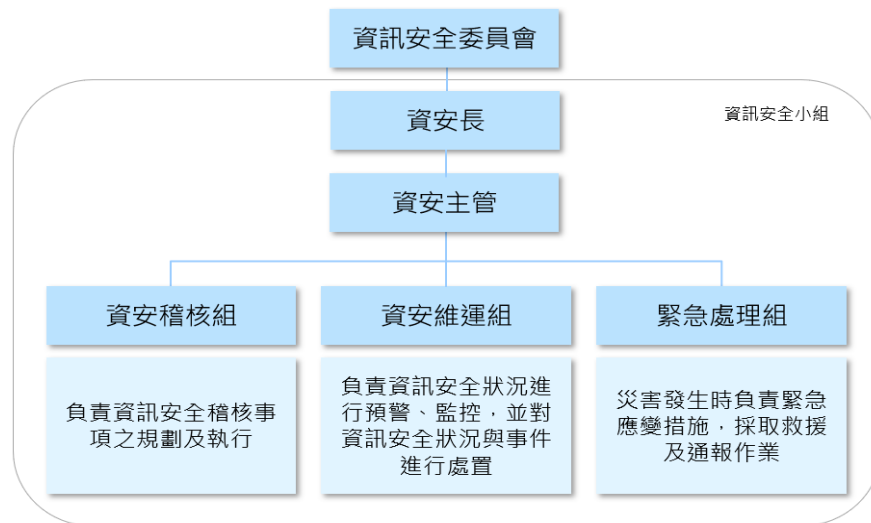 資訊安全委員會
資訊安全小組
資安長
資安主管
資安稽核組
資安維運組
緊急處理組
負責資訊安全稽核事
項之規劃及執行
負責資訊安全狀況進
行預警、監控，並對
資訊安全狀況與事件
進行處置
災害發生時負責緊急
應變措施，採取救援
及通報作業